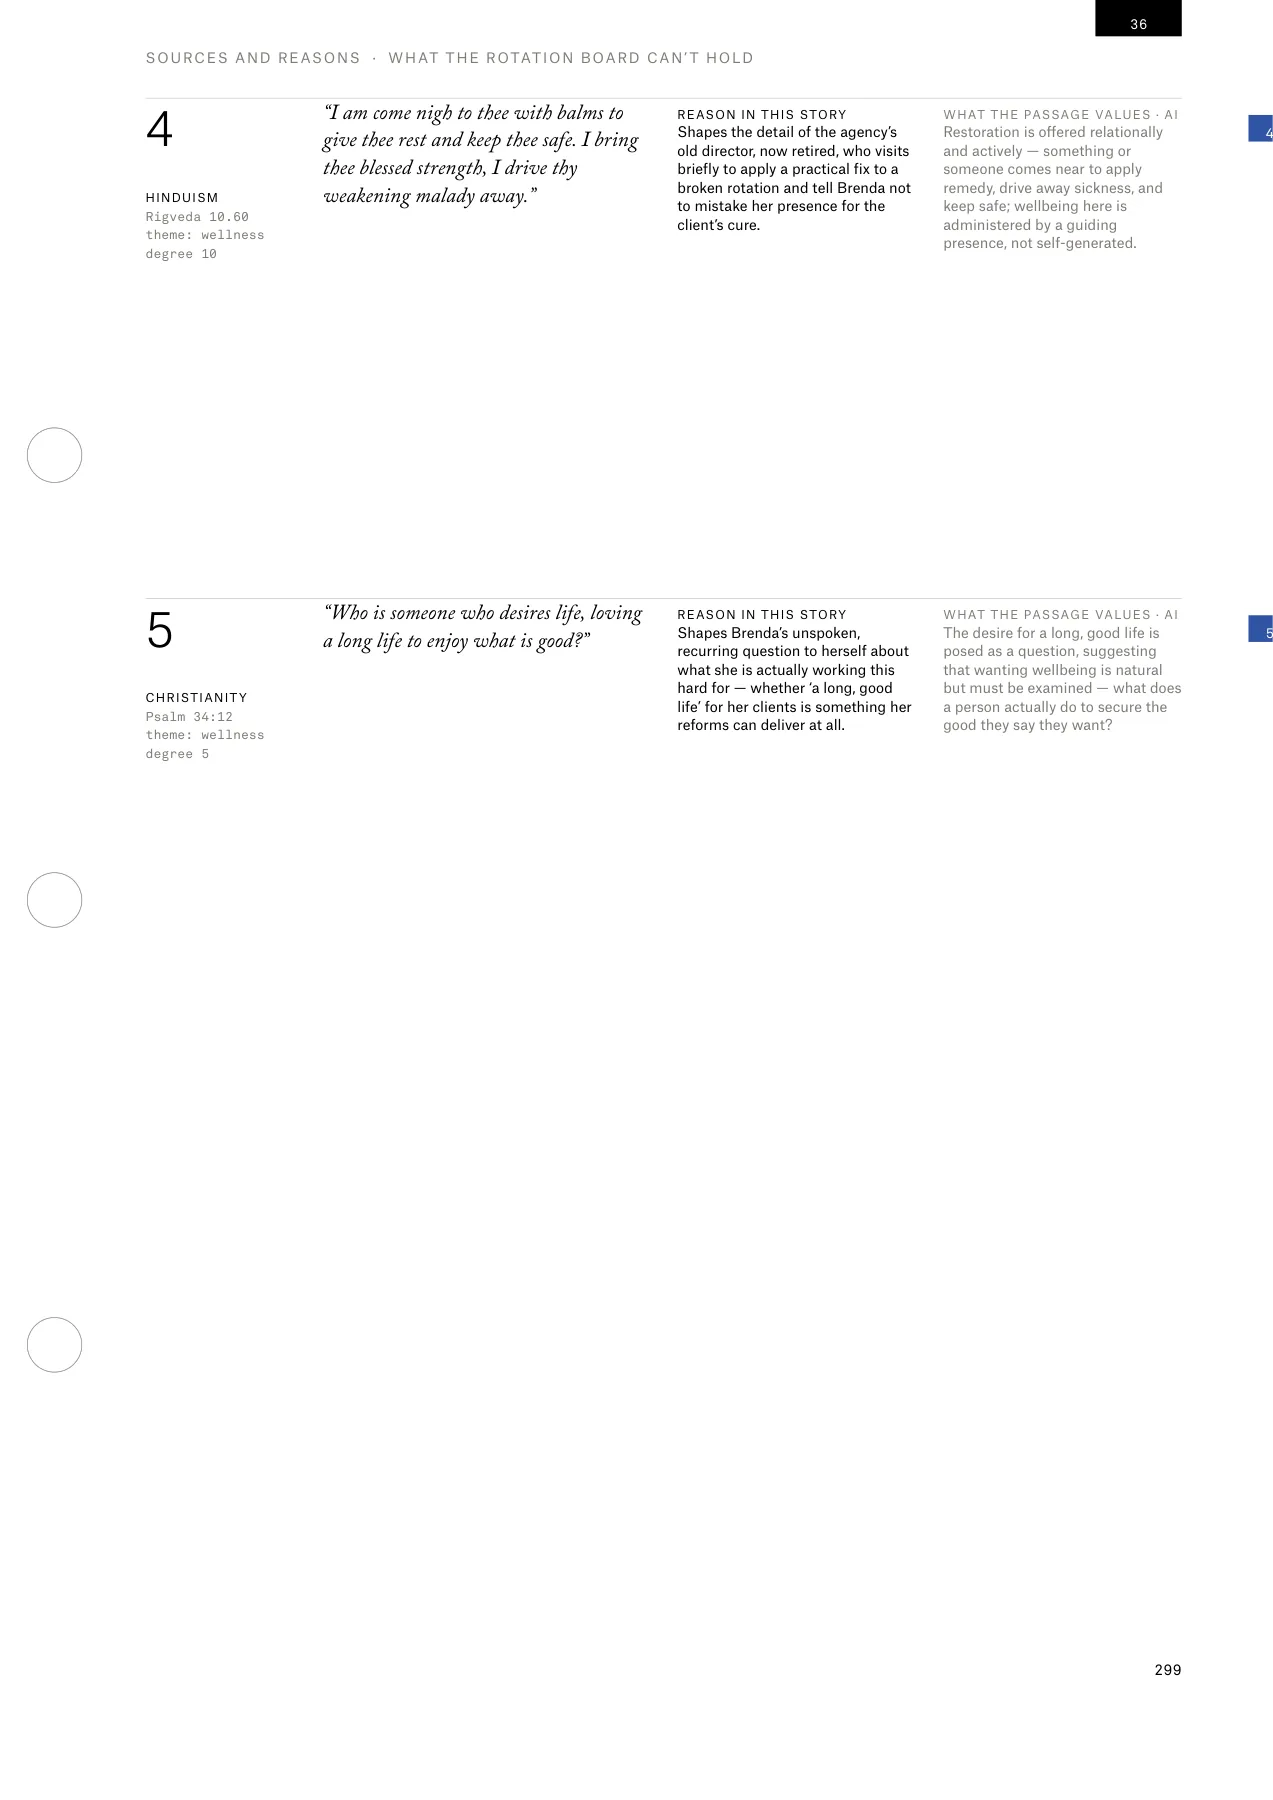 36
SOURCES AND REASONS · WHAT THE ROTATION BOARD CAN’T HOLD
4
HINDUISM
Rigveda 10.60
theme: wellness
degree 10
“I am come nigh to thee with balms to
give thee rest and keep thee safe. I bring
thee blessed strength, I drive thy
weakening malady away.”
REASON IN THIS STORY
Shapes the detail of the agency’s
old director, now retired, who visits
briefly to apply a practical fix to a
broken rotation and tell Brenda not
to mistake her presence for the
client’s cure.
WHAT THE PASSAGE VALUES · AI
Restoration is offered relationally
and actively — something or
someone comes near to apply
remedy, drive away sickness, and
keep safe; wellbeing here is
administered by a guiding
presence, not self-generated.
4
5
CHRISTIANITY
Psalm 34:12
theme: wellness
degree 5
“Who is someone who desires life, loving
a long life to enjoy what is good?”
REASON IN THIS STORY
Shapes Brenda’s unspoken,
recurring question to herself about
what she is actually working this
hard for — whether ‘a long, good
life’ for her clients is something her
reforms can deliver at all.
WHAT THE PASSAGE VALUES · AI
The desire for a long, good life is
posed as a question, suggesting
that wanting wellbeing is natural
but must be examined — what does
a person actually do to secure the
good they say they want?
5
299